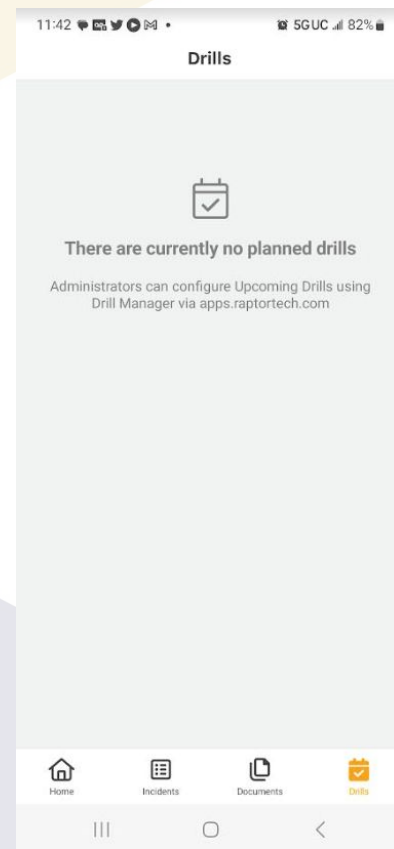 11:42
5GUC 82%
Drills
There are currently no planned drills
Administrators can configure Upcoming Drills using
Drill Manager via apps.raptortech.com
Home Incidents Documents Drills